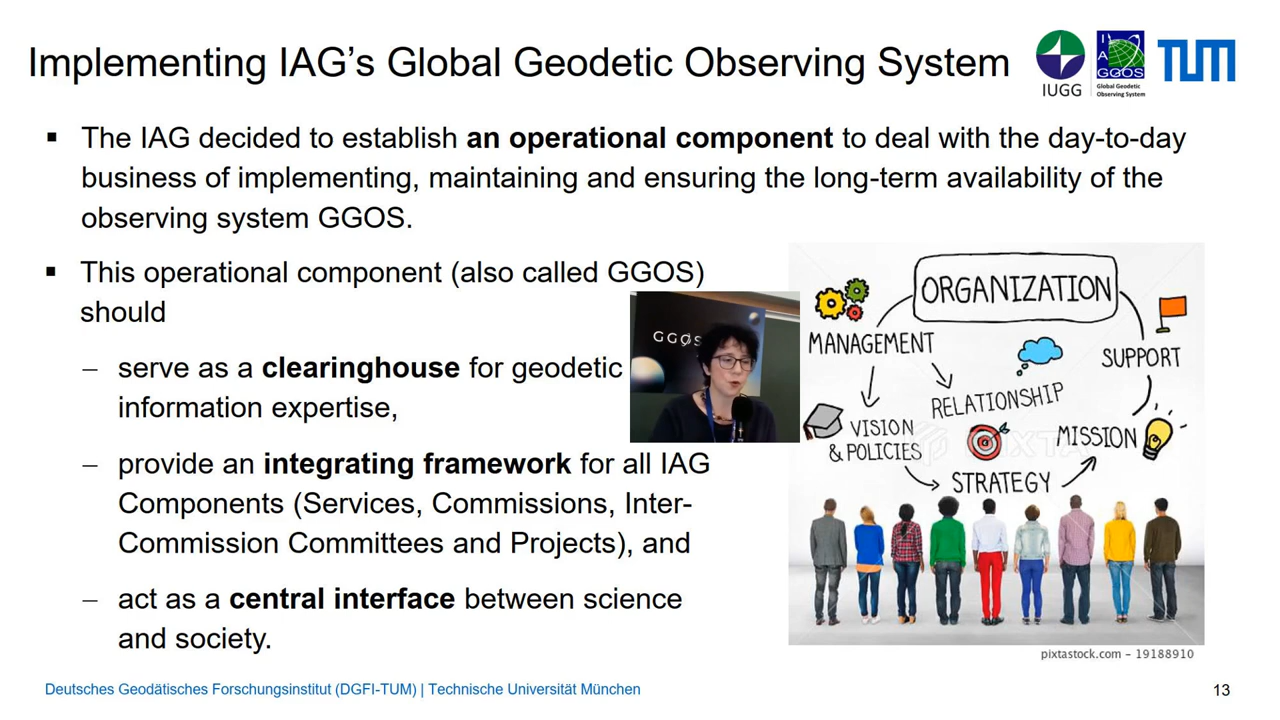 Implementing IAG's Global Geodetic Observing System
IUGG
I
A
GGOS
Global Geodetic
Observing System
TUM
▪ The IAG decided to establish an operational component to deal with the day-to-day
business of implementing, maintaining and ensuring the long-term availability of the
observing system GGOS.
▪ This operational component (also called GGOS)
should
– serve as a clearinghouse for geodetic
information expertise,
– provide an integrating framework for all IAG
Components (Services, Commissions, Inter-
Commission Committees and Projects), and
– act as a central interface between science
and society.
GGOS
ORGANIZATION
MANAGEMENT
SUPPORT
RELATIONSHIP
VISION
& POLICIES
MISSION
STRATEGY
pixtastock.com – 19188910
Deutsches Geodätisches Forschungsinstitut (DGFI-TUM) | Technische Universität München
13